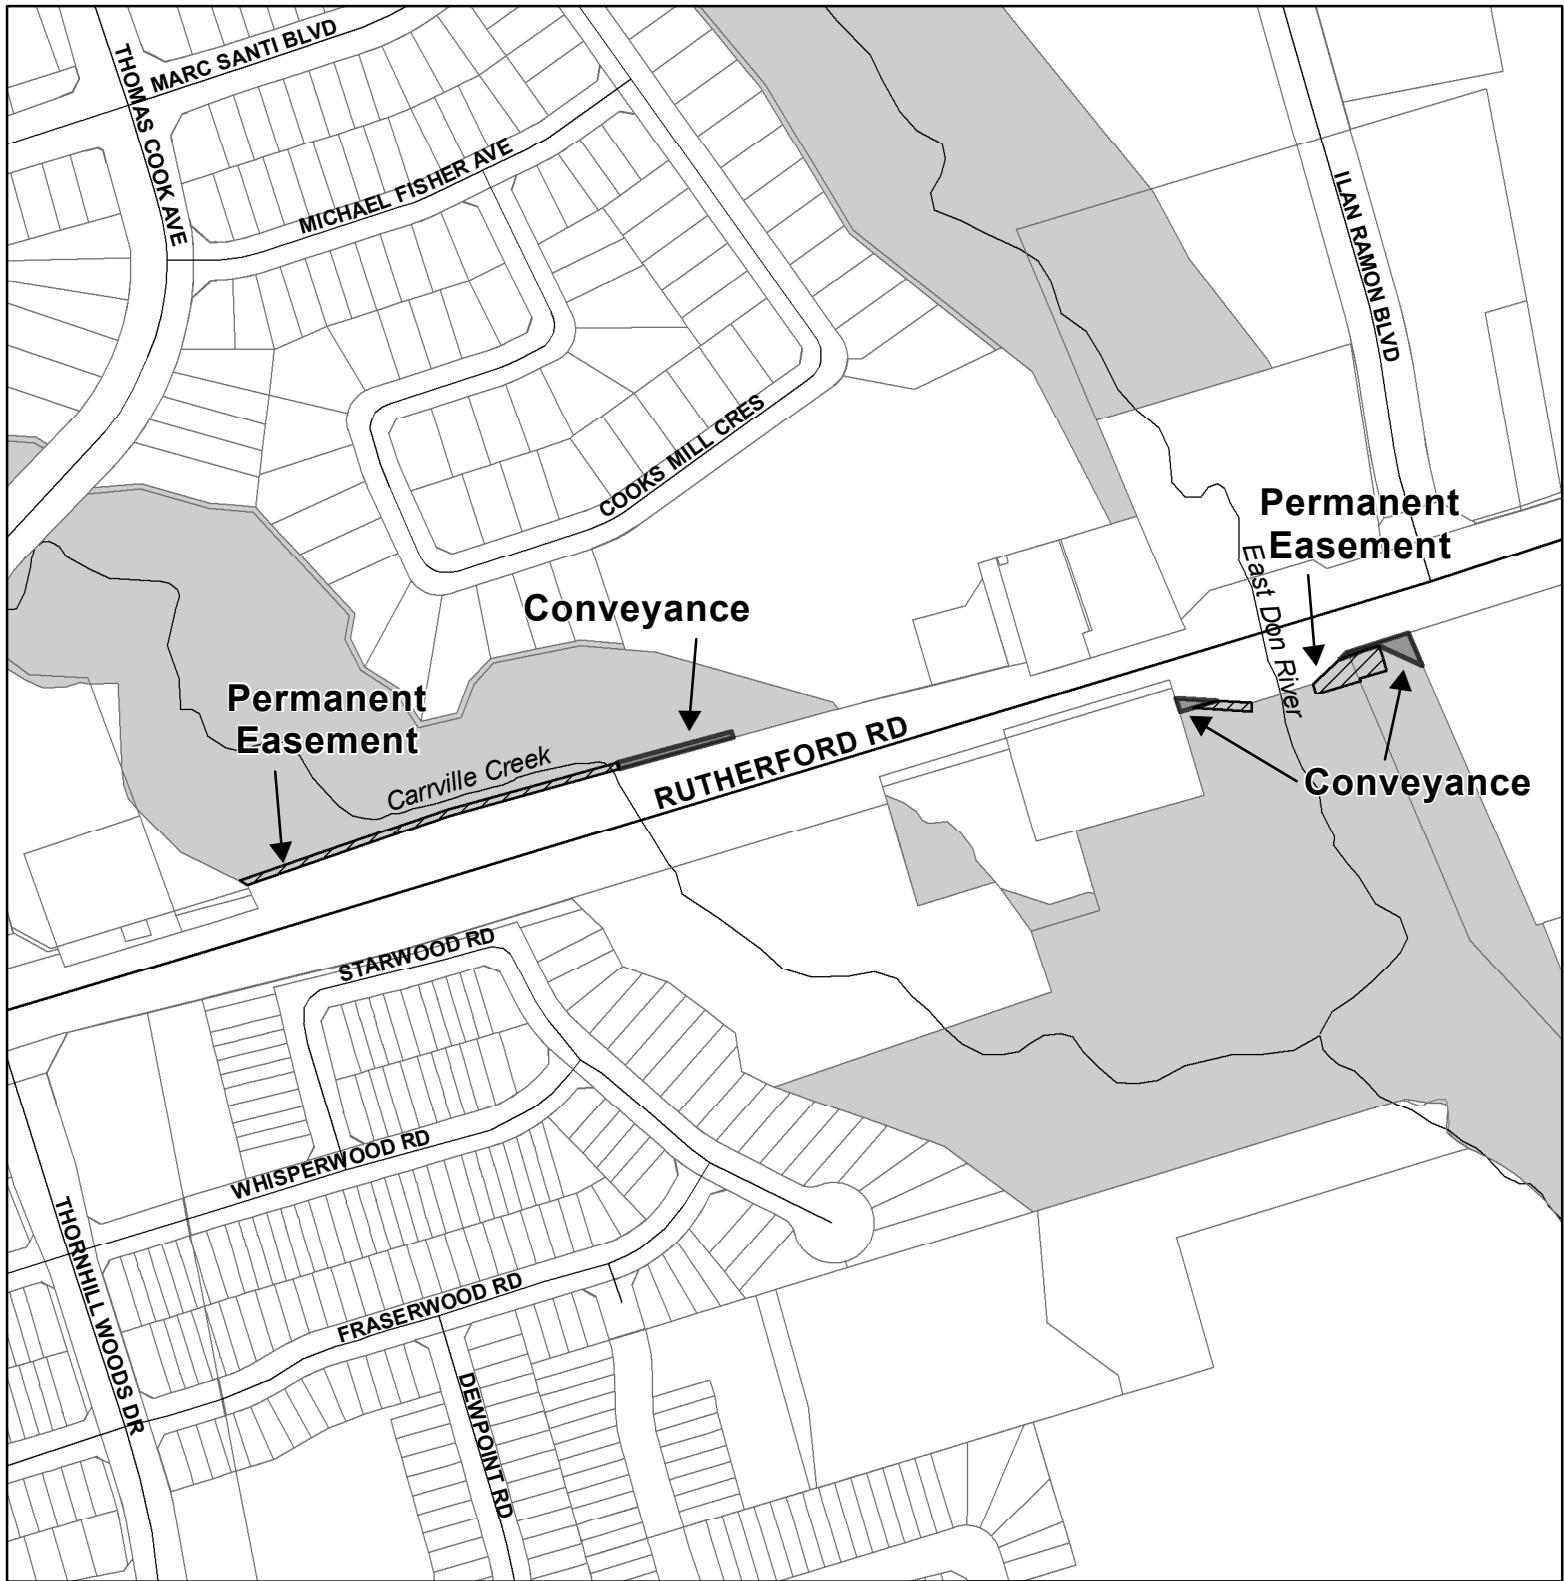 MARC SANTI BLVD
THOMAS COOK AVE
MICHAEL FISHER AVE
ILAN RAMON BLVD
COOKS MILL CRES
Permanent
Easement
East Don River
Conveyance
Permanent
Easement
Carrville Creek
RUTHERFORD RD
Conveyance
STARWOOD RD
WHISPERWOOD RD
THORNHILL WOODS DR
FRASERWOOD RD
DEWPOINT RD